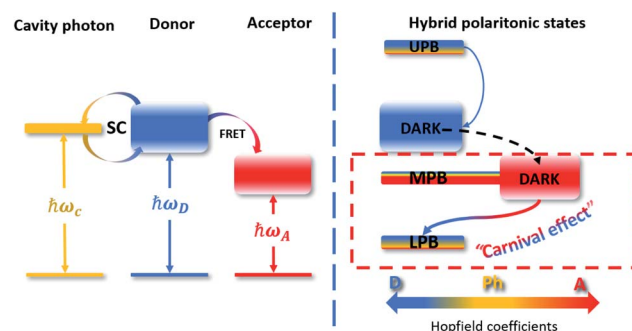 Cavity photon
Donor
Acceptor
SC
FRET
ħω_c
ħω_D
ħω_A
Hybrid polaritonic states
UPB
DARK
MPB
DARK
LPB
"Carnival effect"
D
Ph
A
Hopfield coefficients